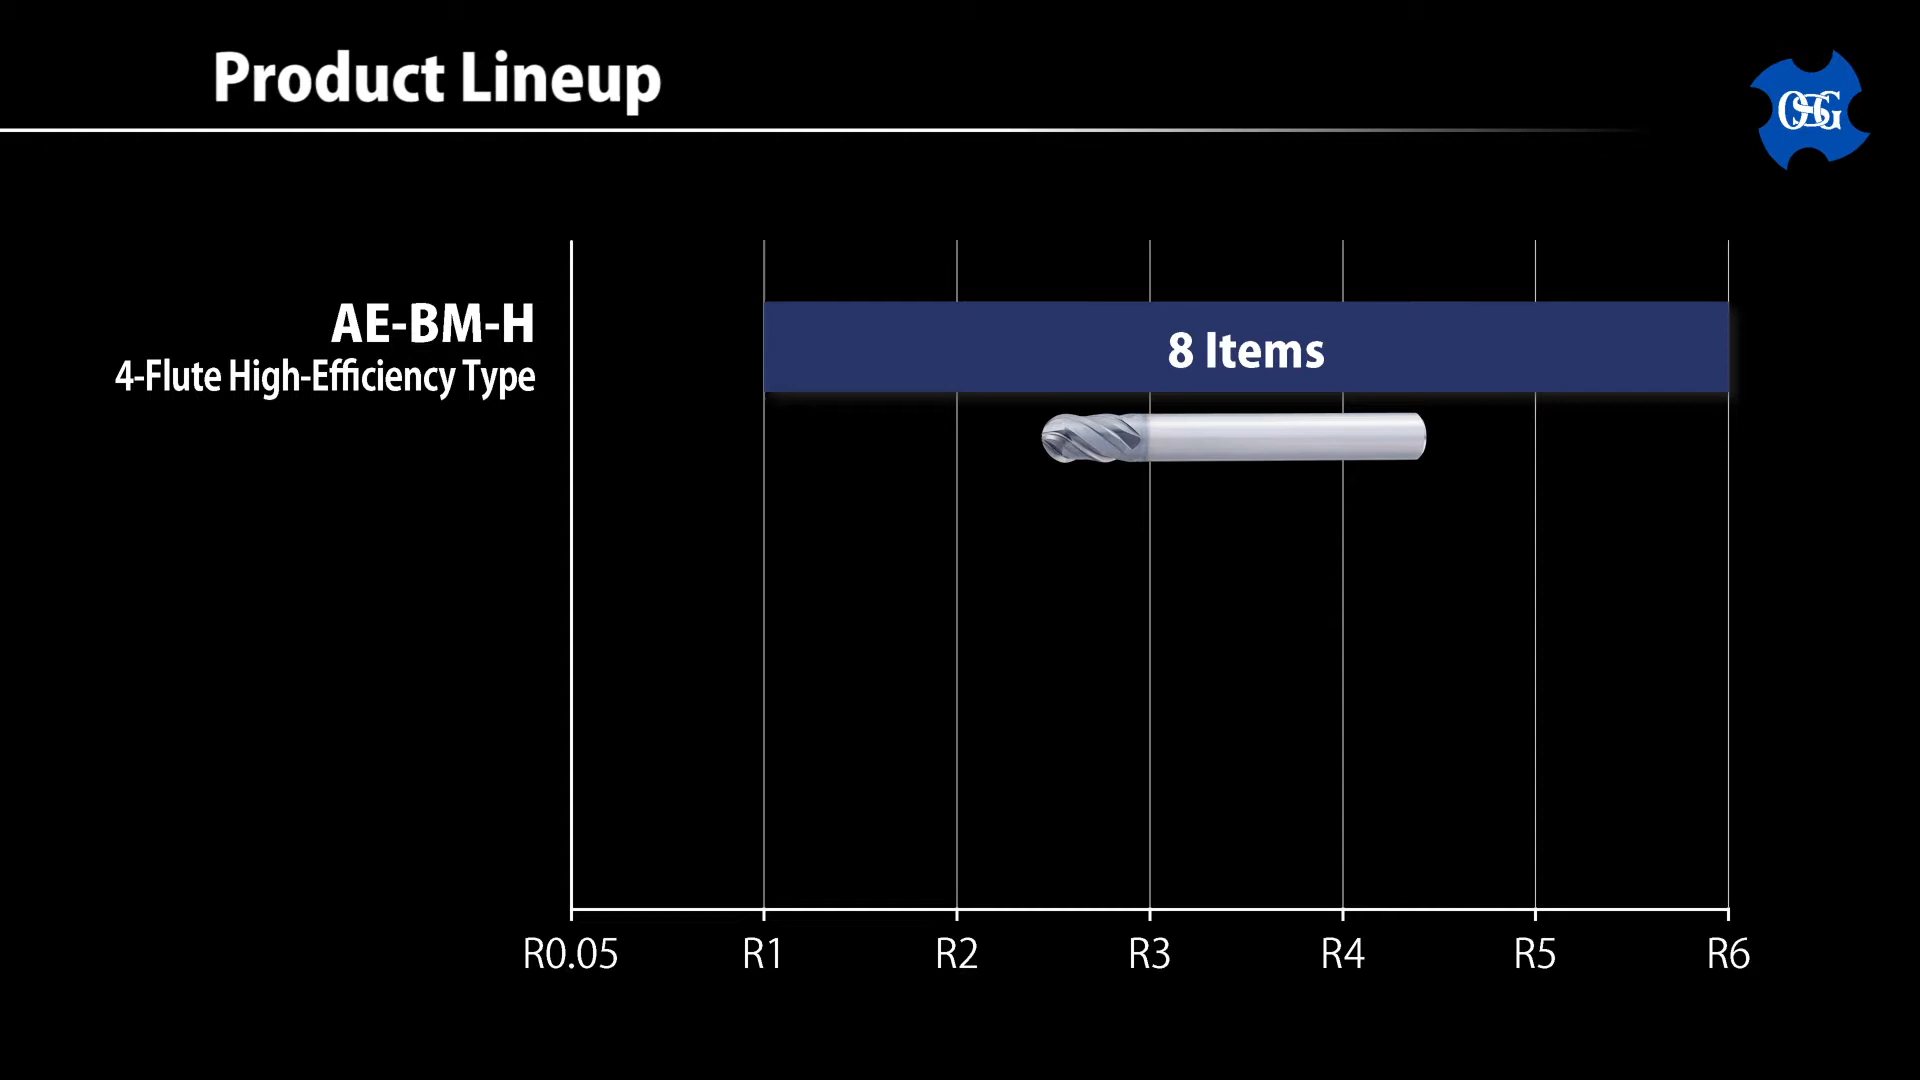 Product Lineup
OSG
AE-BM-H
4-Flute High-Efficiency Type
8 Items
R0.05 R1 R2 R3 R4 R5 R6